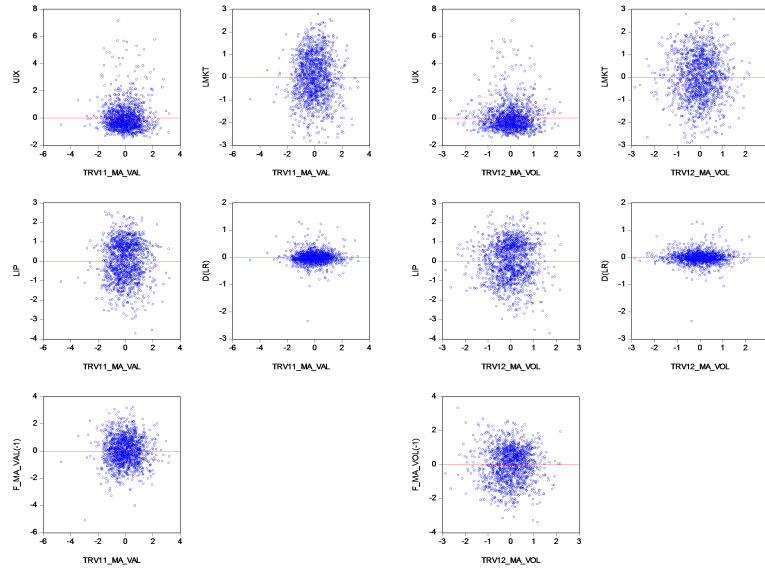 8
6
4
2
0
-2
UIX
-6 -4 -2 0 2 4
TRV11_MA_VAL
3
2
1
0
-1
-2
-3
LMKT
-6 -4 -2 0 2 4
TRV11_MA_VAL
8
6
4
2
0
-2
UIX
-3 -2 -1 0 1 2 3
TRV12_MA_VOL
3
2
1
0
-1
-2
-3
LMKT
-3 -2 -1 0 1 2 3
TRV12_MA_VOL
3
2
1
0
-1
-2
-3
-4
LIP
-6 -4 -2 0 2 4
TRV11_MA_VAL
2
1
0
-1
-2
-3
D(LR)
-6 -4 -2 0 2 4
TRV11_MA_VAL
3
2
1
0
-1
-2
-3
-4
LIP
-3 -2 -1 0 1 2 3
TRV12_MA_VOL
2
1
0
-1
-2
-3
D(LR)
-3 -2 -1 0 1 2 3
TRV12_MA_VOL
4
2
0
-2
-4
-6
F_MA_VAL(-1)
-6 -4 -2 0 2 4
TRV11_MA_VAL
4
2
0
-2
-4
F_MA_VOL(-1)
-3 -2 -1 0 1 2 3
TRV12_MA_VOL